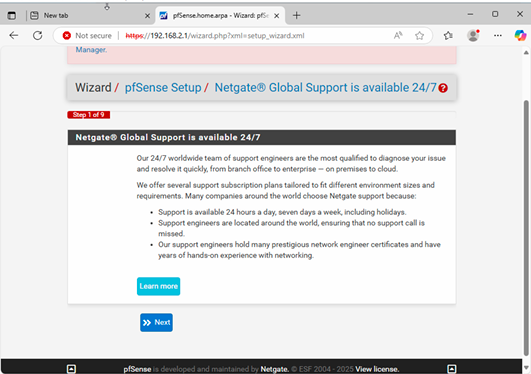 New tab
pfSense.home.arpa - Wizard: pfSe
Not secure
https://192.168.2.1/wizard.php?xml=setup_wizard.xml
Manager.
Wizard / pfSense Setup / Netgate® Global Support is available 24/7
Step 1 of 9
Netgate® Global Support is available 24/7
Our 24/7 worldwide team of support engineers are the most qualified to diagnose your issue
and resolve it quickly, from branch office to enterprise — on premises to cloud.
We offer several support subscription plans tailored to fit different environment sizes and
requirements. Many companies around the world choose Netgate support because:
• Support is available 24 hours a day, seven days a week, including holidays.
• Support engineers are located around the world, ensuring that no support call is
missed.
• Our support engineers hold many prestigious network engineer certificates and have
years of hands-on experience with networking.
Learn more
Next
pfSense is developed and maintained by Netgate. © ESF 2004 - 2025 View license.